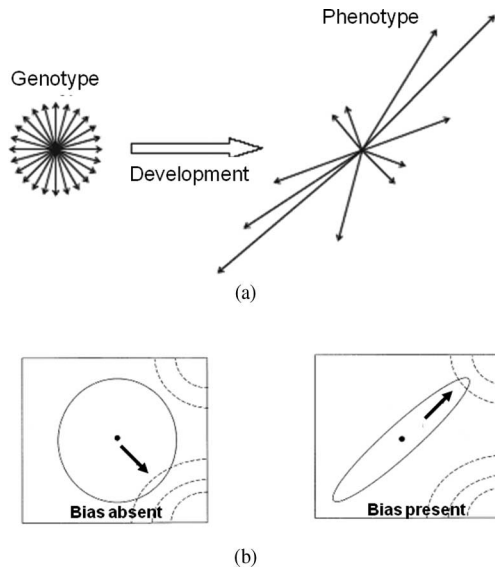 Phenotype
Genotype
Development
(a)
Bias absent
Bias present
(b)